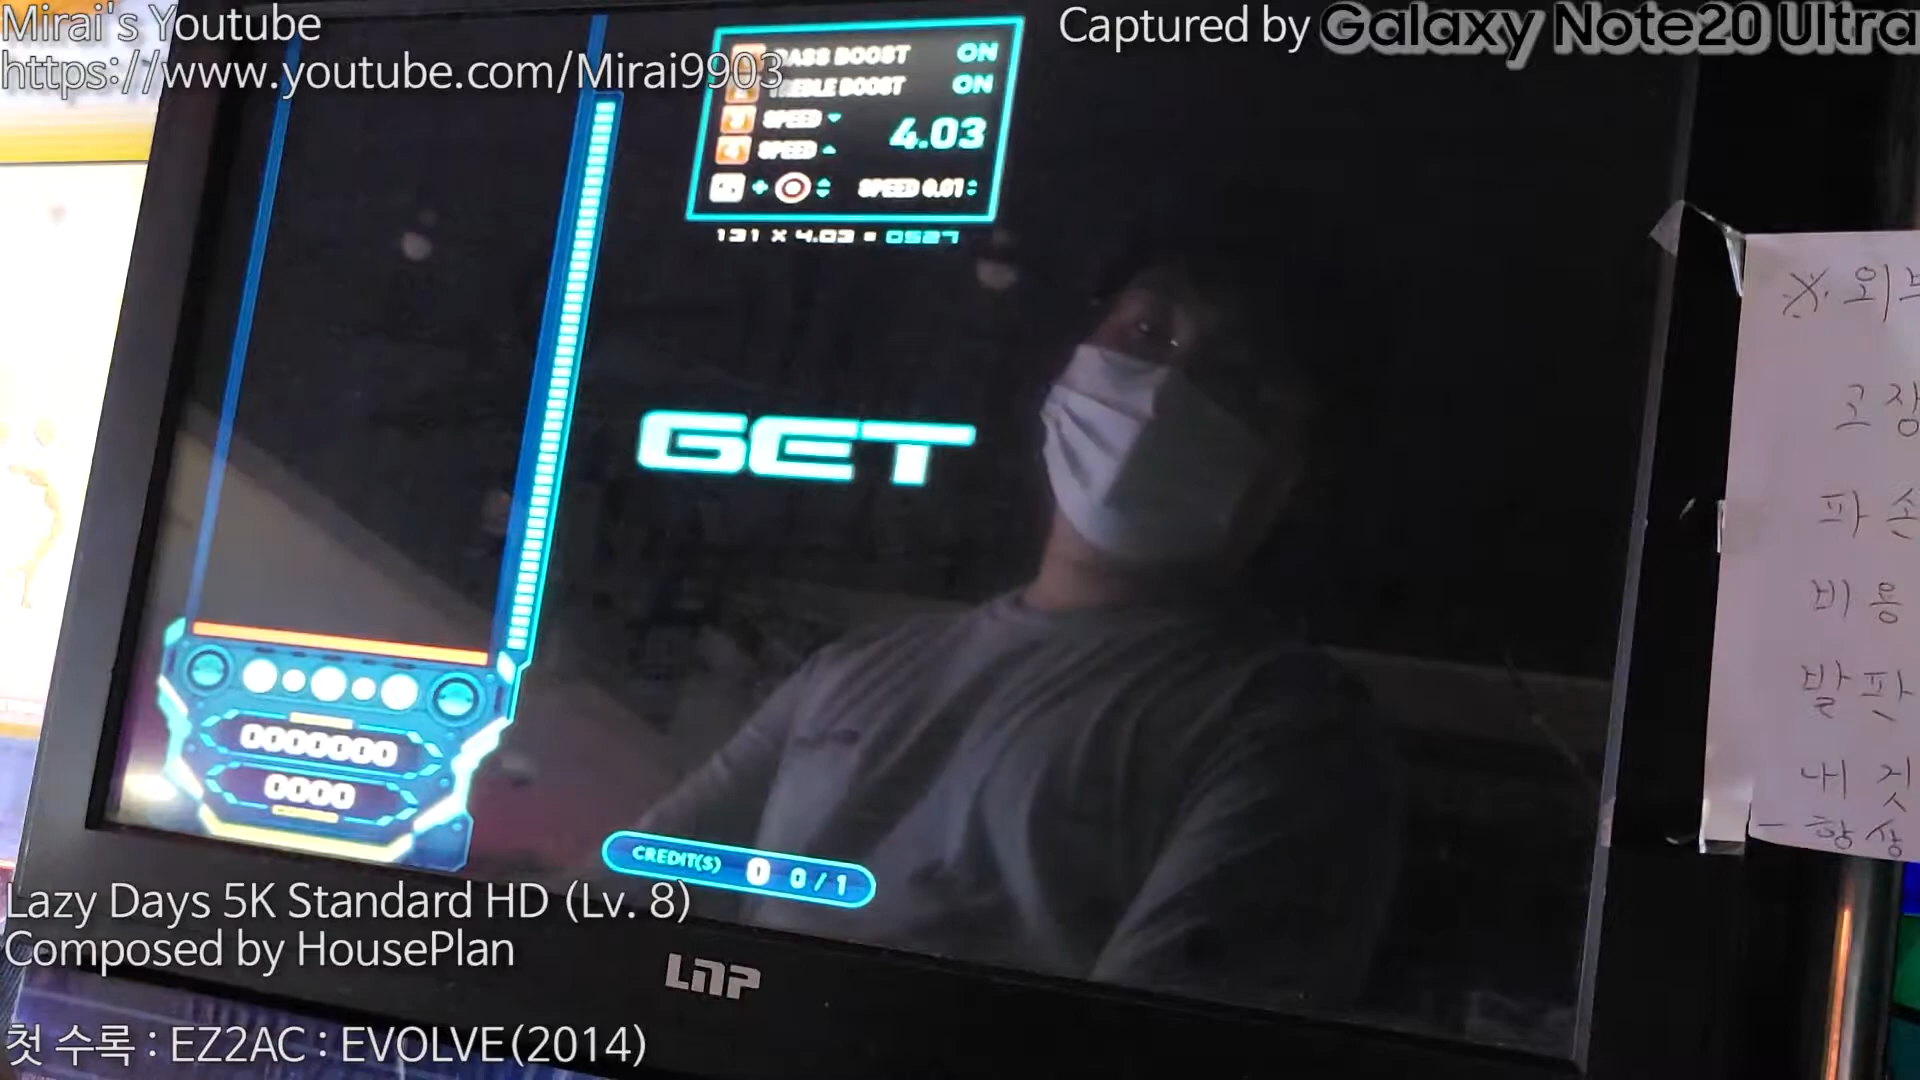 Mirai's Youtube
https://www.youtube.com/Mirai9903
Captured by Galaxy Note20 Ultra
BASS BOOST ON
TREBLE BOOST ON
3 SPEED
4.03
4 SPEED
SPEED 0.01
131 X 4.03 = 0527
GET
0000000
0000
CREDIT(S) 0 0/1
※. 외부
고장
파손
비용
발판
내 것
- 항상
Lazy Days 5K Standard HD (Lv. 8)
Composed by HousePlan
LNP
첫 수록 : EZ2AC : EVOLVE(2014)